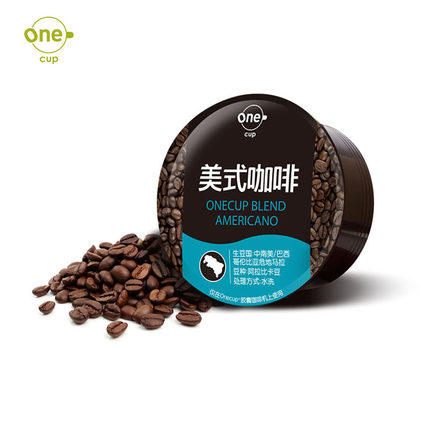 one
cup
one
cup
美式咖啡
ONECUP BLEND
AMERICANO
生豆国:中南美/巴西
哥伦比亚危地马拉
豆种:阿拉比卡豆
处理方式:水洗
仅在Onecup®胶囊咖啡机上使用